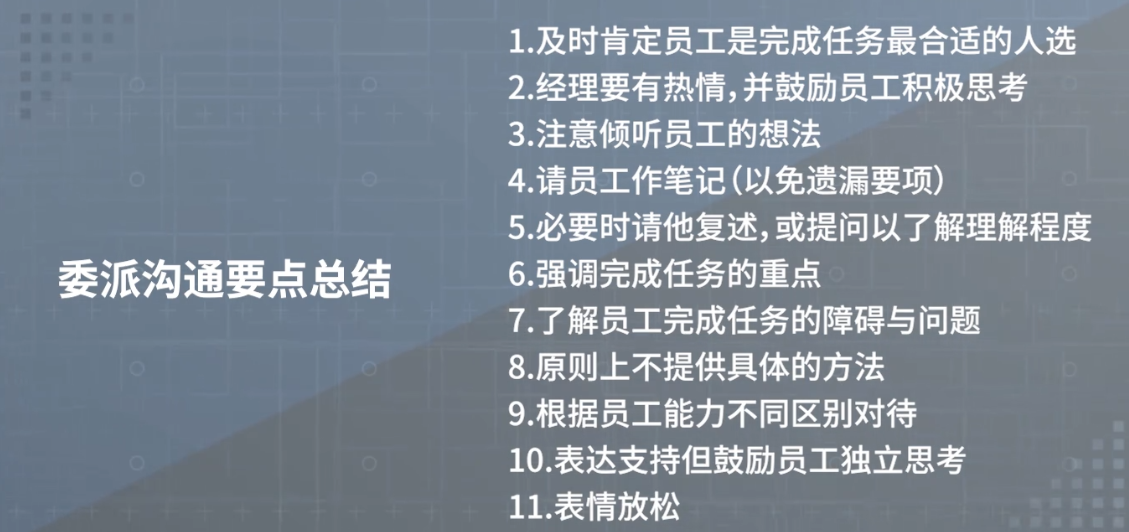 委派沟通要点总结
1.及时肯定员工是完成任务最合适的人选
2.经理要有热情,并鼓励员工积极思考
3.注意倾听员工的想法
4.请员工作笔记(以免遗漏要项)
5.必要时请他复述,或提问以了解理解程度
6.强调完成任务的重点
7.了解员工完成任务的障碍与问题
8.原则上不提供具体的方法
9.根据员工能力不同区别对待
10.表达支持但鼓励员工独立思考
11.表情放松